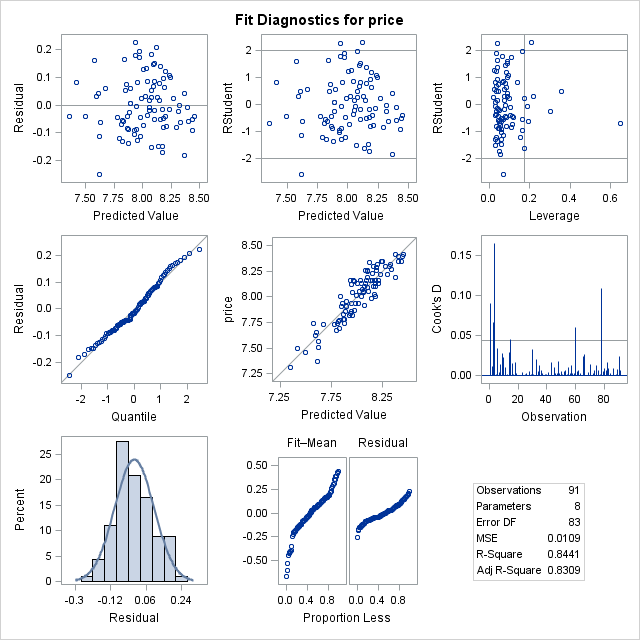 Fit Diagnostics for price
Residual
0.2
0.1
0.0
-0.1
-0.2
7.50 7.75 8.00 8.25 8.50
Predicted Value
RStudent
2
1
0
-1
-2
7.50 7.75 8.00 8.25 8.50
Predicted Value
RStudent
2
1
0
-1
-2
0.0 0.2 0.4 0.6
Leverage
Residual
0.2
0.1
0.0
-0.1
-0.2
-2 -1 0 1 2
Quantile
price
8.50
8.25
8.00
7.75
7.50
7.25
7.25 7.75 8.25
Predicted Value
Cook's D
0.15
0.10
0.05
0.00
0 20 40 60 80
Observation
Percent
25
20
15
10
5
0
-0.3 -0.12 0.06 0.24
Residual
Fit–Mean Residual
0.50
0.25
0.00
-0.25
-0.50
0.0 0.4 0.8 0.0 0.4 0.8
Proportion Less
Observations 91
Parameters 8
Error DF 83
MSE 0.0109
R-Square 0.8441
Adj R-Square 0.8309